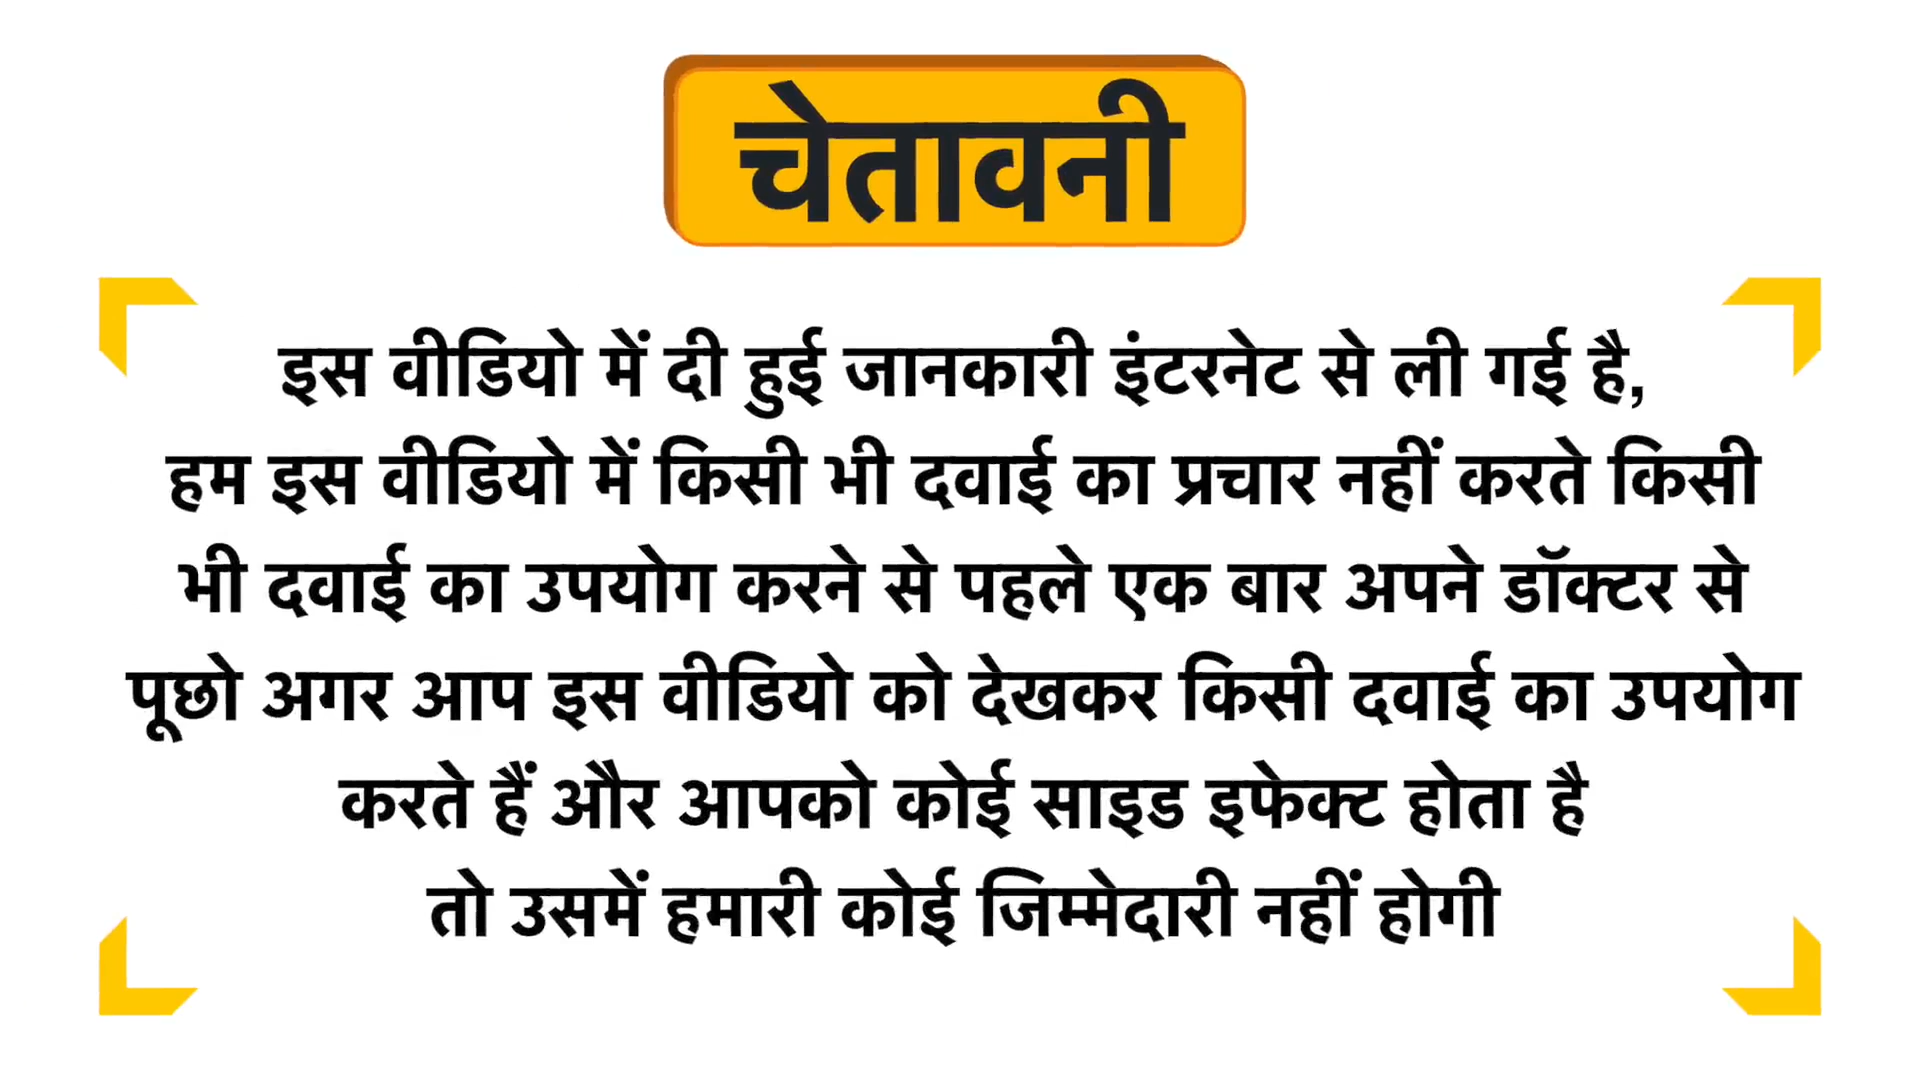 चेतावनी
इस वीडियो में दी हुई जानकारी इंटरनेट से ली गई है,
हम इस वीडियो में किसी भी दवाई का प्रचार नहीं करते किसी
भी दवाई का उपयोग करने से पहले एक बार अपने डॉक्टर से
पूछो अगर आप इस वीडियो को देखकर किसी दवाई का उपयोग
करते हैं और आपको कोई साइड इफेक्ट होता है
तो उसमें हमारी कोई जिम्मेदारी नहीं होगी